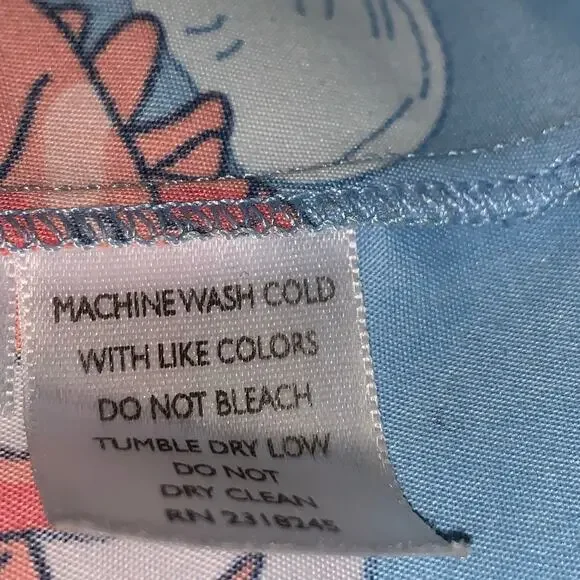 MACHINE WASH COLD
WITH LIKE COLORS
DO NOT BLEACH
TUMBLE DRY LOW
DO NOT
DRY CLEAN
RN 2318245